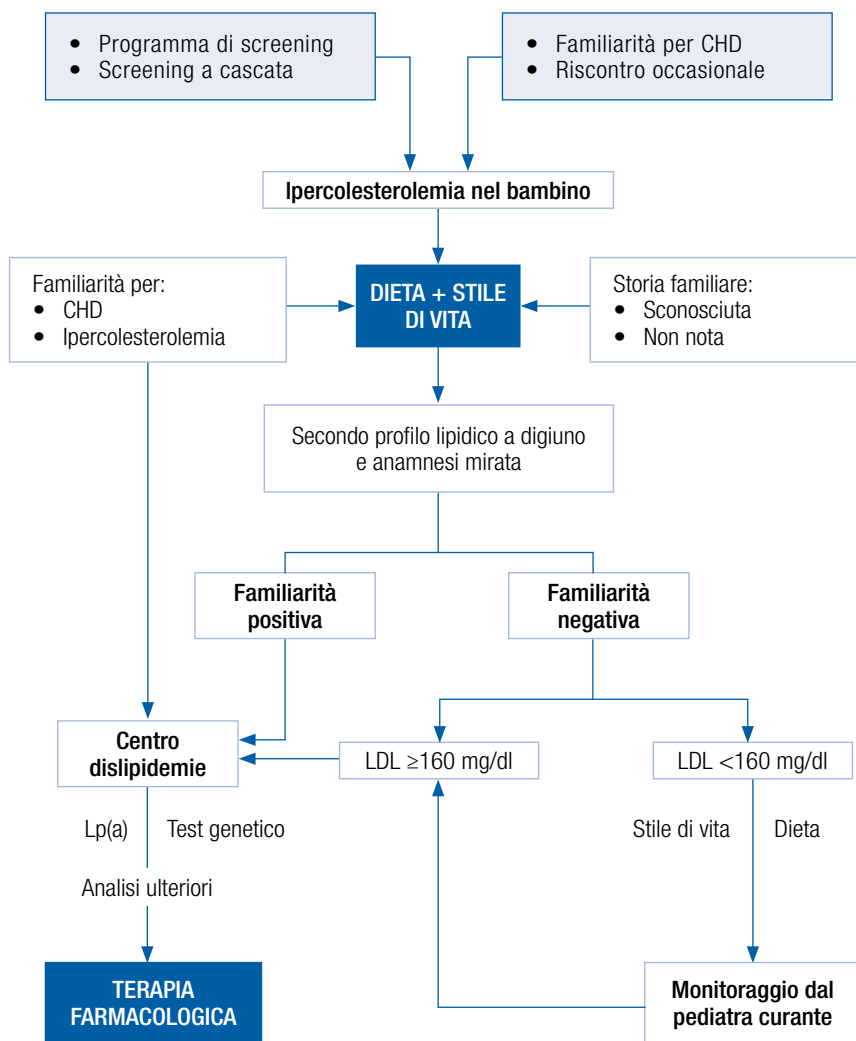 • Programma di screening
• Screening a cascata
• Familiarità per CHD
• Riscontro occasionale
Ipercolesterolemia nel bambino
Familiarità per:
• CHD
• Ipercolesterolemia
DIETA + STILE
DI VITA
Storia familiare:
• Sconosciuta
• Non nota
Secondo profilo lipidico a digiuno
e anamnesi mirata
Familiarità
positiva
Familiarità
negativa
Centro
dislipidemie
LDL ≥160 mg/dl
LDL <160 mg/dl
Lp(a) Test genetico
Stile di vita Dieta
Analisi ulteriori
TERAPIA
FARMACOLOGICA
Monitoraggio dal
pediatra curante